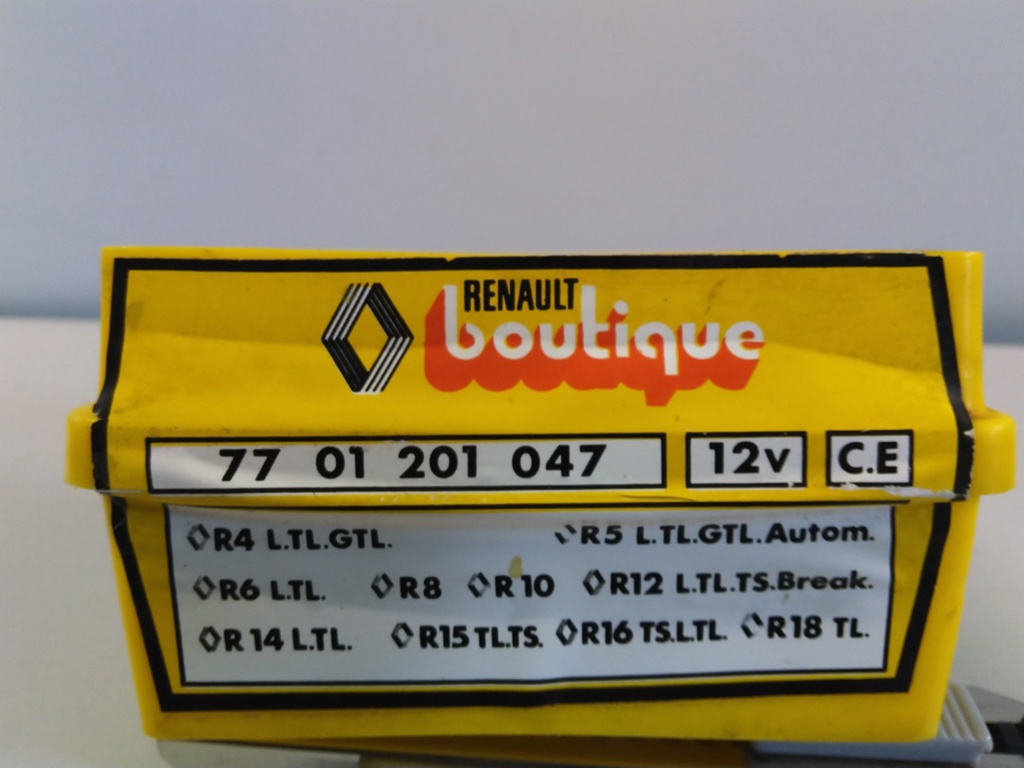 RENAULT
boutique
77 01 201 047 12v C.E
R4 L.TL.GTL. R5 L.TL.GTL.Autom.
R6 L.TL. R8 R10 R12 L.TL.TS.Break.
R14 L.TL. R15 TL.TS. R16 TS.L.TL. R18 TL.